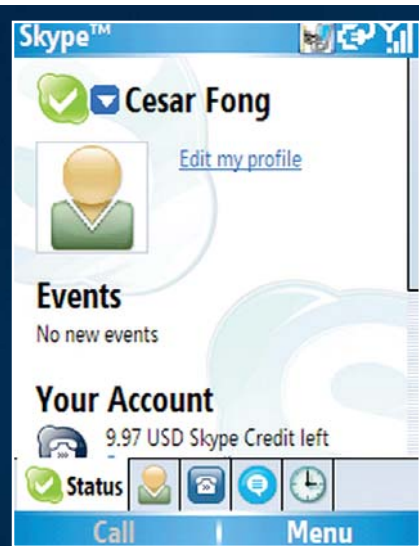 Skype™
Cesar Fong
Edit my profile
Events
No new events
Your Account
9.97 USD Skype Credit left
Status
Call
Menu